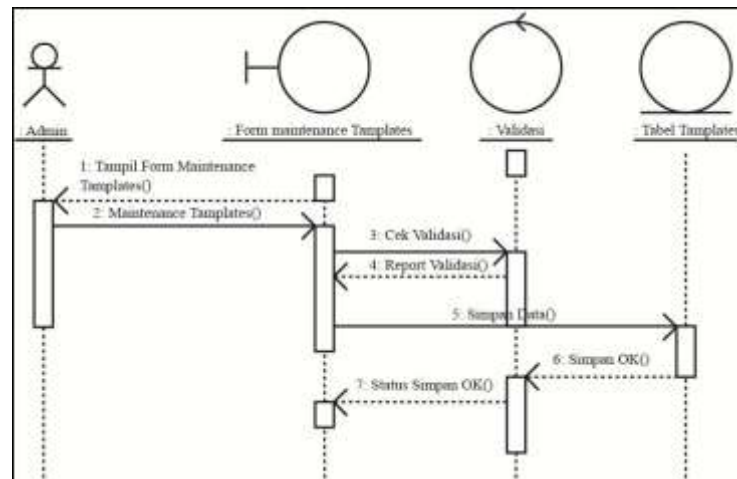 : Admin
: Form maintenance Tamplates
: Validasi
: Tabel Tamplates
1: Tampil Form Maintenance
Tamplates()
2: Maintenance Tamplates()
3: Cek Validasi()
4: Report Validasi()
5: Simpan Data()
6: Simpan OK()
7: Status Simpan OK()